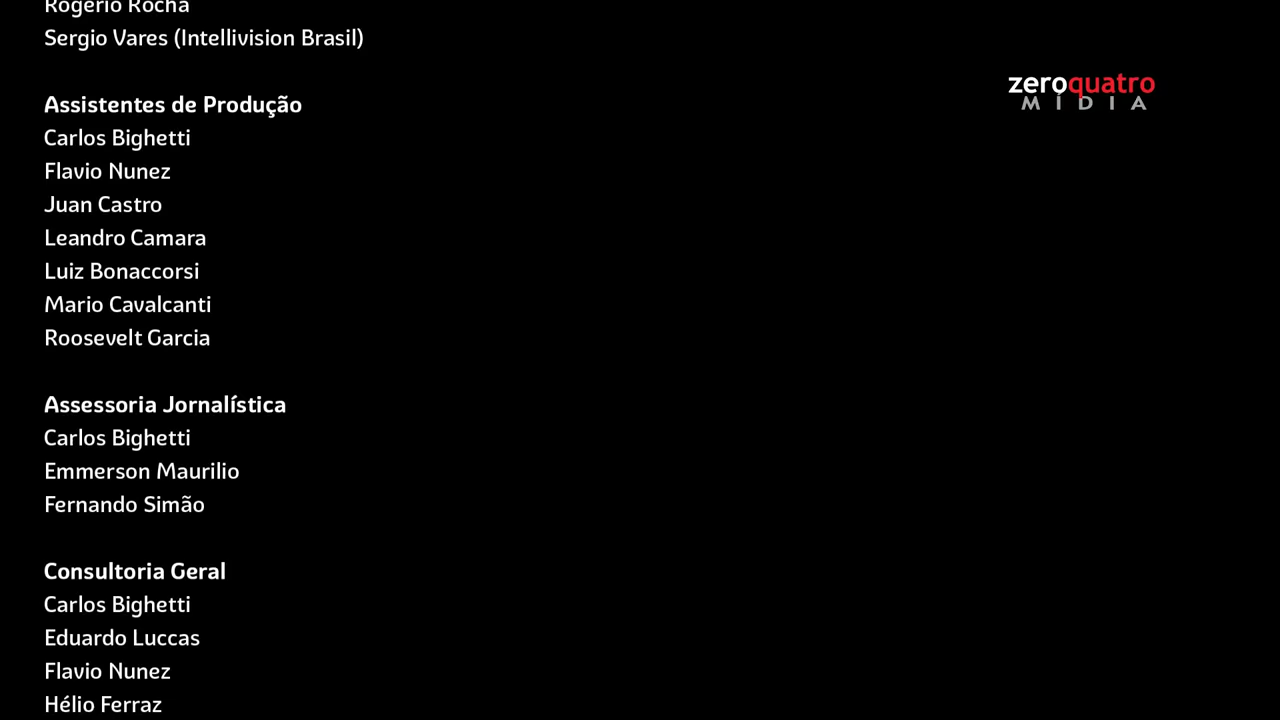 Rogério Rocha
Sergio Vares (Intellivision Brasil)
Assistentes de Produção
Carlos Bighetti
Flavio Nunez
Juan Castro
Leandro Camara
Luiz Bonaccorsi
Mario Cavalcanti
Roosevelt Garcia
Assessoria Jornalística
Carlos Bighetti
Emmerson Maurilio
Fernando Simão
Consultoria Geral
Carlos Bighetti
Eduardo Luccas
Flavio Nunez
Hélio Ferraz
zeroquatro
MÍDIA